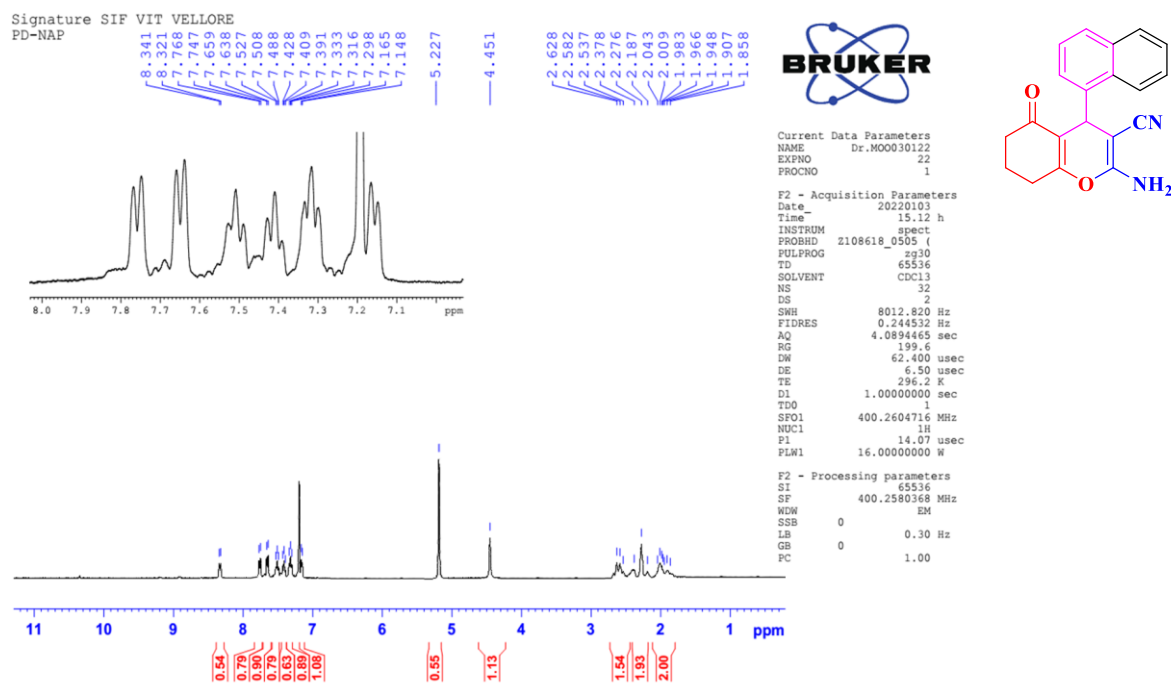 Signature SIF VIT VELLORE
PD-NAP
8.341
8.321
7.768
7.747
7.659
7.638
7.527
7.508
7.488
7.428
7.409
7.391
7.333
7.316
7.298
7.165
7.148
5.227
4.451
2.628
2.582
2.537
2.378
2.276
2.187
2.043
2.009
1.983
1.966
1.948
1.907
1.858
8.0 7.9 7.8 7.7 7.6 7.5 7.4 7.3 7.2 7.1 ppm
11 10 9 8 7 6 5 4 3 2 1 ppm
0.54
0.79
0.90
0.79
0.63
0.89
1.08
0.55
1.13
1.54
1.93
2.00
BRUKER
Current Data Parameters
NAME Dr.MOO030122
EXPNO 22
PROCNO 1
F2 - Acquisition Parameters
Date_ 20220103
Time 15.12 h
INSTRUM spect
PROBHD Z108618_0505 (
PULPROG zg30
TD 65536
SOLVENT CDCl3
NS 32
DS 2
SWH 8012.820 Hz
FIDRES 0.244532 Hz
AQ 4.0894465 sec
RG 199.6
DW 62.400 usec
DE 6.50 usec
TE 296.2 K
D1 1.00000000 sec
TD0 1
SFO1 400.2604716 MHz
NUC1 1H
P1 14.07 usec
PLW1 16.00000000 W
F2 - Processing parameters
SI 65536
SF 400.2580368 MHz
WDW EM
SSB 0
LB 0.30 Hz
GB 0
PC 1.00
O
CN
O
NH₂